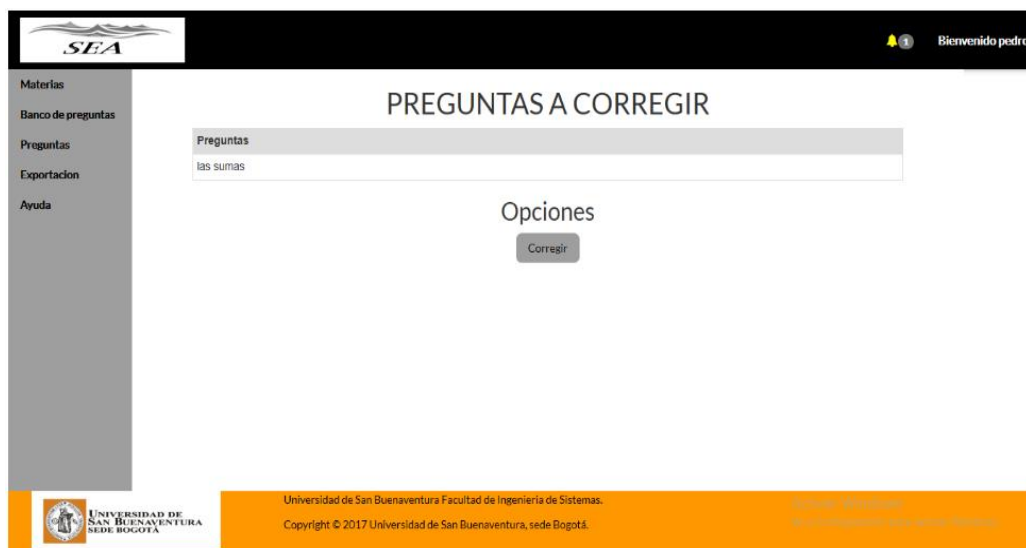 SEA
1
Bienvenido pedro
Materias
Banco de preguntas
Preguntas
Exportacion
Ayuda
PREGUNTAS A CORREGIR
Preguntas
las sumas
Opciones
Corregir
UNIVERSIDAD DE
SAN BUENAVENTURA
SEDE BOGOTÁ
Universidad de San Buenaventura Facultad de Ingenieria de Sistemas.
Copyright © 2017 Universidad de San Buenaventura, sede Bogotá.